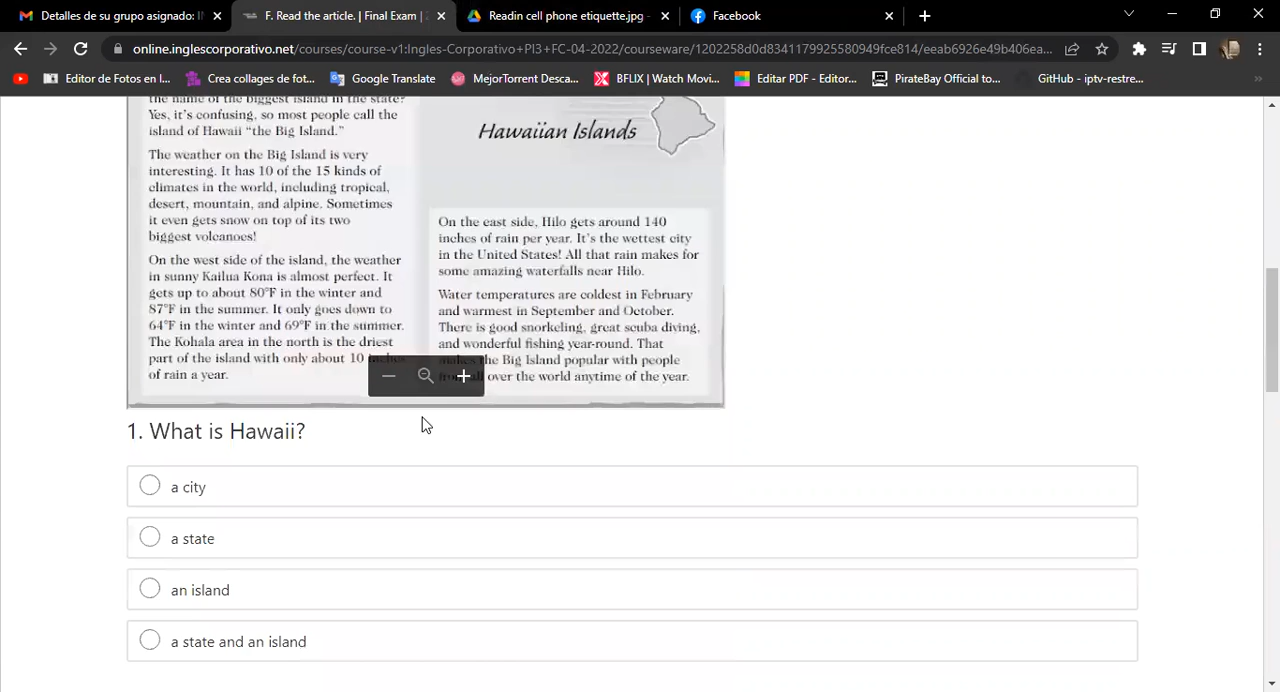 Detalles de su grupo asignado: I
F. Read the article. | Final Exam |
Readin cell phone etiquette.jpg -
Facebook
online.inglescorporativo.net/courses/course-v1:Ingles-Corporativo+PI3+FC-04-2022/courseware/1202258d0d8341179925580949fce814/eeab6926e49b406ea...
Editor de Fotos en l...
Crea collages de fot...
Google Translate
MejorTorrent Desca...
BFLIX | Watch Movi...
Editar PDF - Editor...
PirateBay Official to...
GitHub - iptv-restre...
the name of the biggest island in the state?
Yes, it's confusing, so most people call the
island of Hawaii "the Big Island."
The weather on the Big Island is very
interesting. It has 10 of the 15 kinds of
climates in the world, including tropical,
desert, mountain, and alpine. Sometimes
it even gets snow on top of its two
biggest volcanoes!
On the west side of the island, the weather
in sunny Kailua Kona is almost perfect. It
gets up to about 80°F in the winter and
87°F in the summer. It only goes down to
64°F in the winter and 69°F in the summer.
The Kohala area in the north is the driest
part of the island with only about 10 inches
of rain a year.
Hawaiian Islands
On the east side, Hilo gets around 140
inches of rain per year. It's the wettest city
in the United States! All that rain makes for
some amazing waterfalls near Hilo.
Water temperatures are coldest in February
and warmest in September and October.
There is good snorkeling, great scuba diving,
and wonderful fishing year-round. That
makes the Big Island popular with people
from all over the world anytime of the year.
1. What is Hawaii?
a city
a state
an island
a state and an island